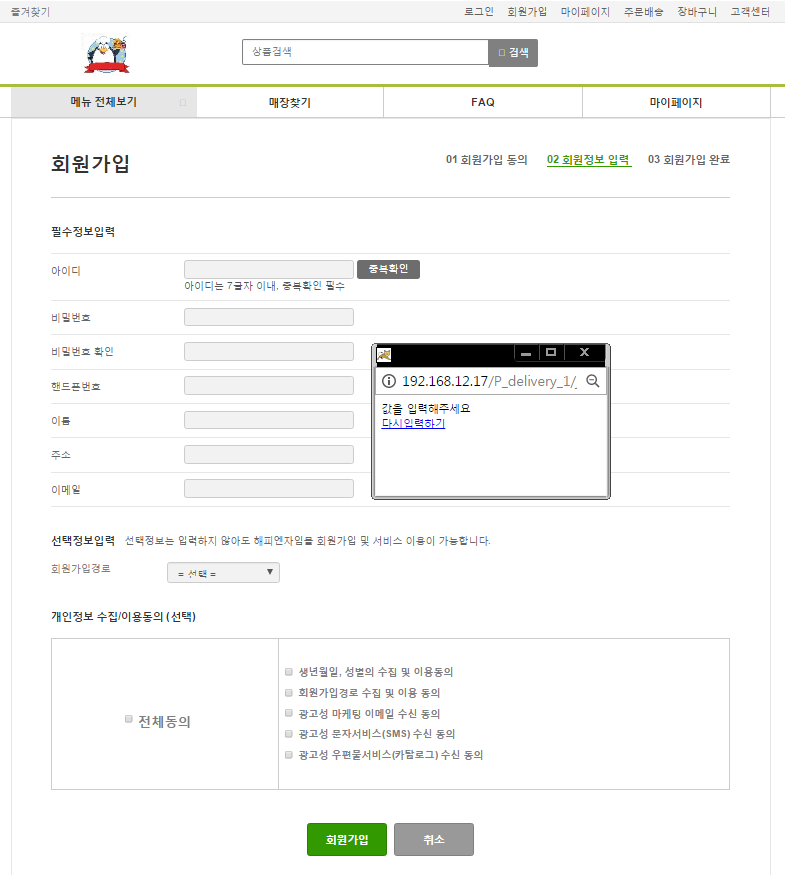 즐겨찾기
로그인 회원가입 마이페이지 주문배송 장바구니 고객센터
상품검색
검색
메뉴 전체보기 매장찾기 FAQ 마이페이지
회원가입
01 회원가입 동의 02 회원정보 입력 03 회원가입 완료
필수정보입력
아이디 중복확인
아이디는 7글자 이내. 중복확인 필수
비밀번호
비밀번호 확인
핸드폰번호
이름
주소
이메일
192.168.12.17/P_delivery_1/
값을 입력해주세요
다시입력하기
선택정보입력 선택정보는 입력하지 않아도 해피엔자임몰 회원가입 및 서비스 이용이 가능합니다.
회원가입경로 = 선택 =
개인정보 수집/이용동의 (선택)
전체동의
생년월일, 성별의 수집 및 이용동의
회원가입경로 수집 및 이용 동의
광고성 마케팅 이메일 수신 동의
광고성 문자서비스(SMS) 수신 동의
광고성 우편물서비스(카탈로그) 수신 동의
회원가입 취소